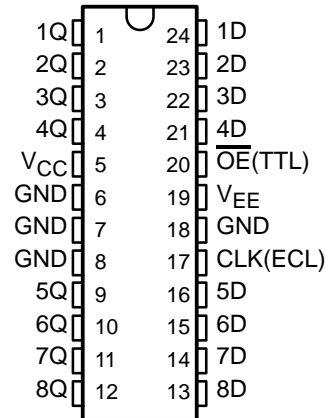 1Q 1 24 1D
2Q 2 23 2D
3Q 3 22 3D
4Q 4 21 4D
VCC 5 20 OE(TTL)
GND 6 19 VEE
GND 7 18 GND
GND 8 17 CLK(ECL)
5Q 9 16 5D
6Q 10 15 6D
7Q 11 14 7D
8Q 12 13 8D